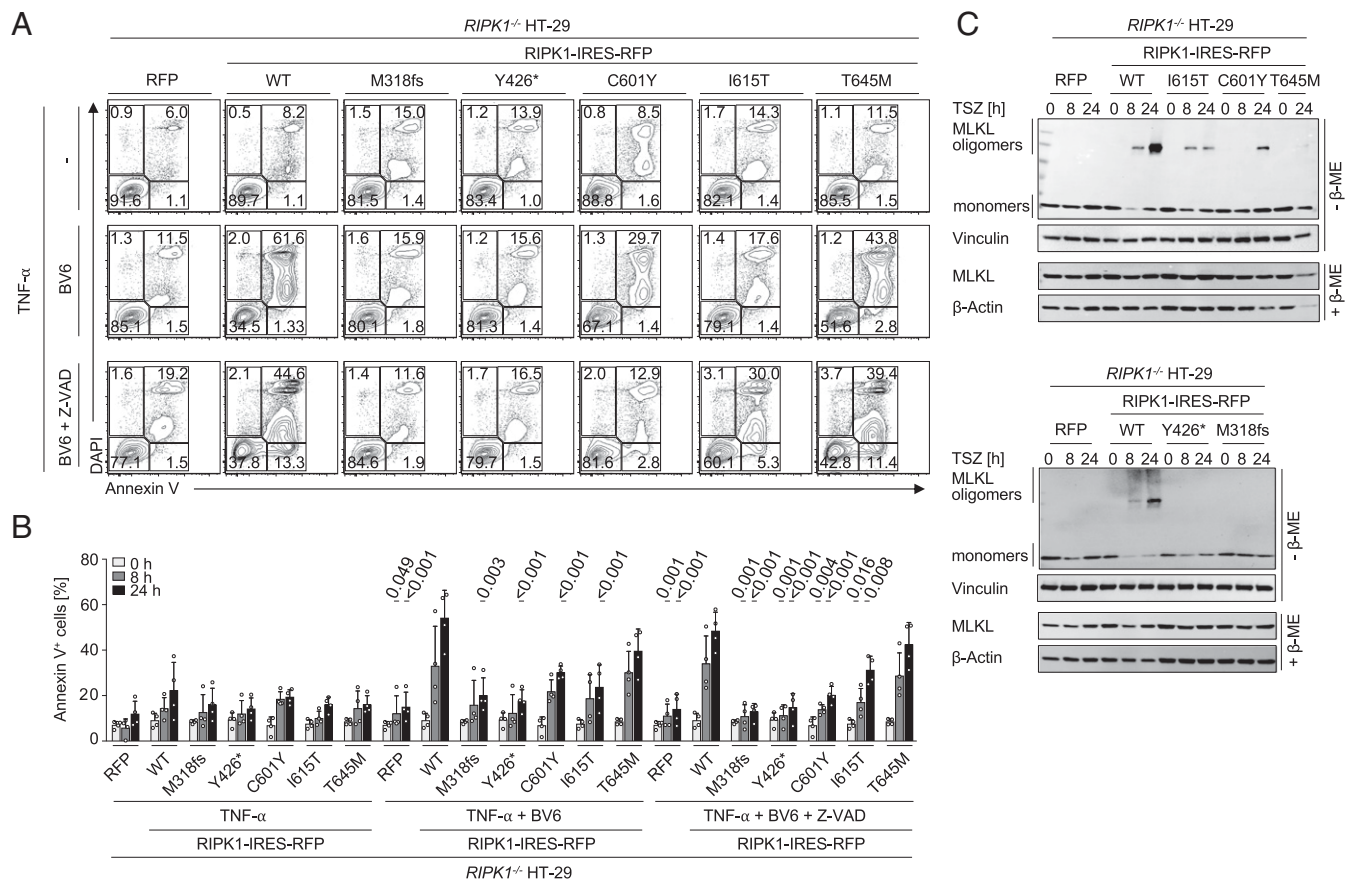 A
RIPK1-/- HT-29
RIPK1-IRES-RFP
RFP WT M318fs Y426* C601Y I615T T645M
TNF-α
-
0.9 6.0 0.5 8.2 1.5 15.0 1.2 13.9 0.8 8.5 1.7 14.3 1.1 11.5
91.6 1.1 89.7 1.1 81.5 1.4 83.4 1.0 88.8 1.6 82.1 1.4 85.5 1.5
BV6
1.3 11.5 2.0 61.6 1.6 15.9 1.2 15.6 1.3 29.7 1.4 17.6 1.2 43.8
85.1 1.5 34.5 1.33 80.1 1.8 81.3 1.4 67.1 1.4 79.1 1.4 51.6 2.8
BV6 + Z-VAD
1.6 19.2 2.1 44.6 1.4 11.6 1.7 16.5 2.0 12.9 3.1 30.0 3.7 39.4
77.1 1.5 37.8 13.3 84.6 1.9 79.7 1.5 81.6 2.8 60.1 5.3 42.8 11.4
DAPI
Annexin V
B
Annexin V+ cells [%]
80
60
40
20
0
0 h
8 h
24 h
0.049 <0.001 0.003 <0.001 <0.001 <0.001 0.001 <0.001 0.001 <0.001 0.001 <0.001 0.004 <0.001 0.016 0.008
RFP WT M318fs Y426* C601Y I615T T645M RFP WT M318fs Y426* C601Y I615T T645M RFP WT M318fs Y426* C601Y I615T T645M
TNF-α TNF-α + BV6 TNF-α + BV6 + Z-VAD
RIPK1-IRES-RFP RIPK1-IRES-RFP RIPK1-IRES-RFP
RIPK1-/- HT-29
C
RIPK1-/- HT-29
RIPK1-IRES-RFP
RFP WT I615T C601Y T645M
TSZ [h] 0 8 24 0 8 24 0 8 24 0 8 24 0 24
MLKL
oligomers
monomers
Vinculin
- β-ME
MLKL
β-Actin
+ β-ME
RIPK1-/- HT-29
RIPK1-IRES-RFP
RFP WT Y426* M318fs
TSZ [h] 0 8 24 0 8 24 0 8 24 0 8 24
MLKL
oligomers
monomers
Vinculin
- β-ME
MLKL
β-Actin
+ β-ME